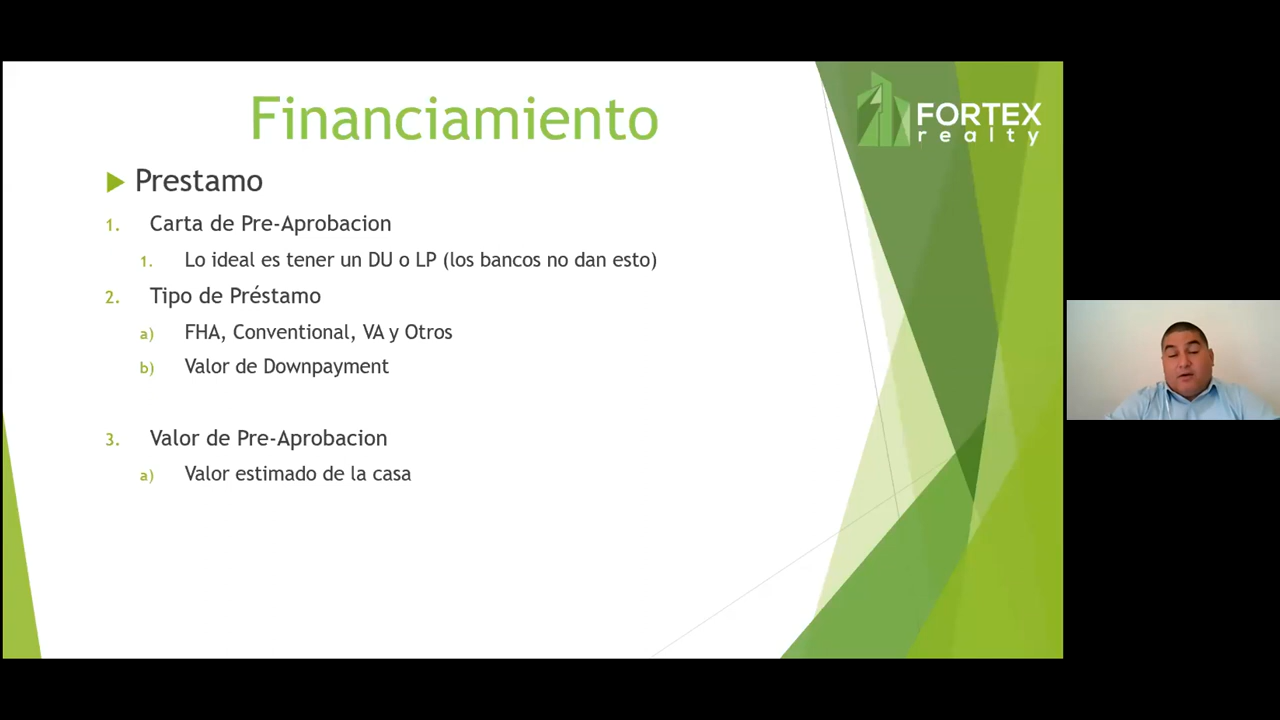 Financiamiento
FORTEX
realty
Prestamo
1. Carta de Pre-Aprobacion
1. Lo ideal es tener un DU o LP (los bancos no dan esto)
2. Tipo de Préstamo
a) FHA, Conventional, VA y Otros
b) Valor de Downpayment
3. Valor de Pre-Aprobacion
a) Valor estimado de la casa